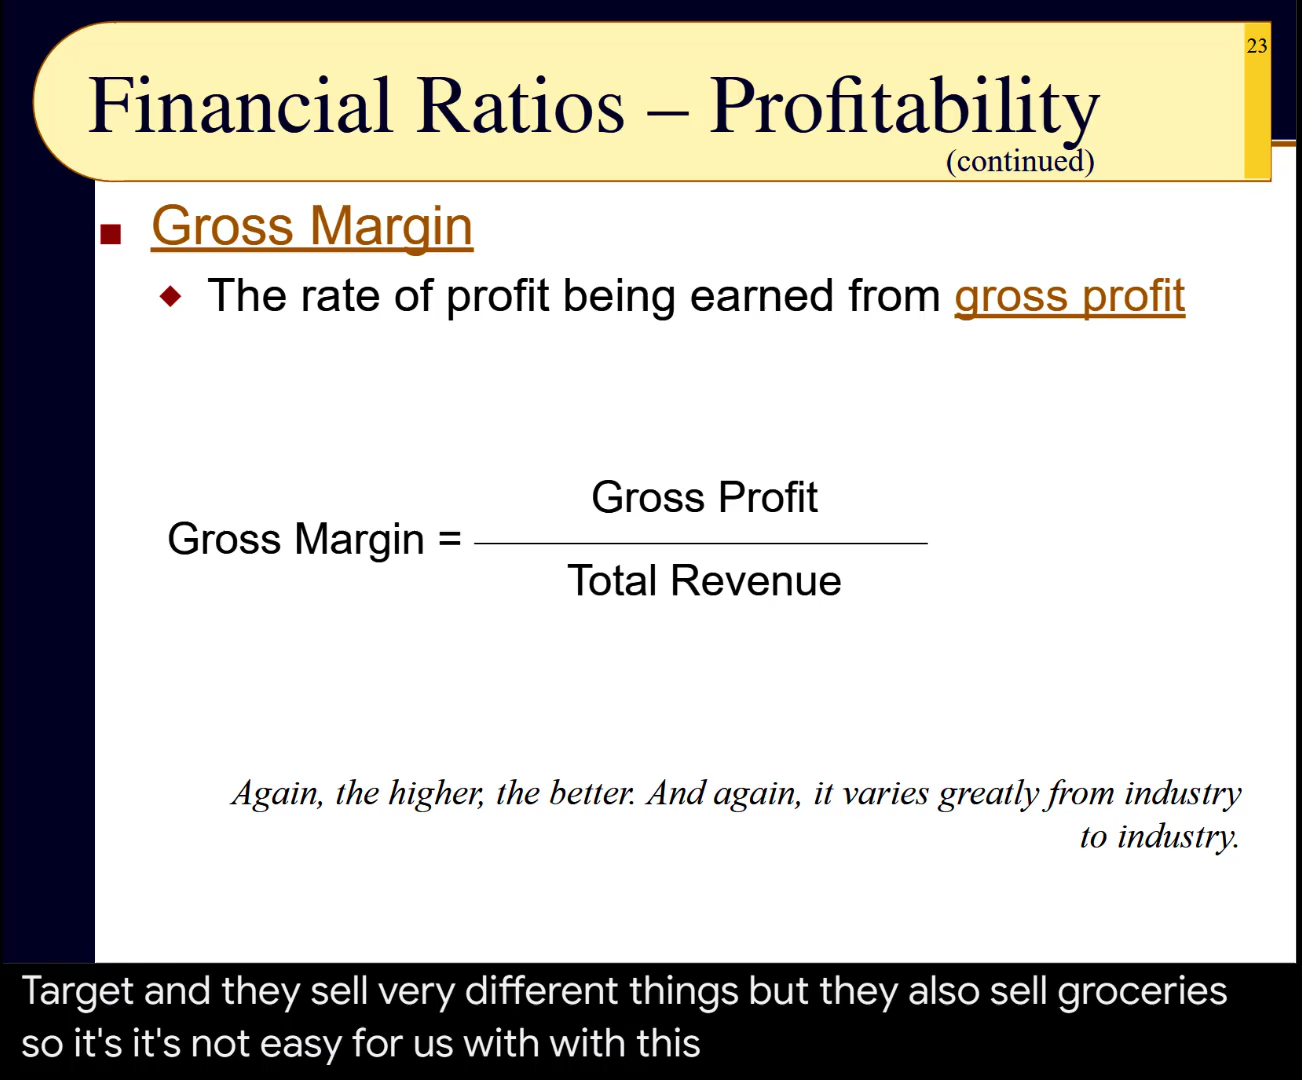 23
Financial Ratios – Profitability
(continued)
Gross Margin
The rate of profit being earned from gross profit
Gross Profit
Gross Margin =
Total Revenue
Again, the higher, the better. And again, it varies greatly from industry
to industry.
Target and they sell very different things but they also sell groceries
so it's it's not easy for us with with this